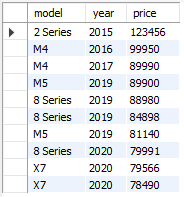 model year price
2 Series 2015 123456
M4 2016 99950
M4 2017 89990
M5 2019 89900
8 Series 2019 88980
8 Series 2019 84898
M5 2019 81140
8 Series 2020 79991
X7 2020 79566
X7 2020 78490